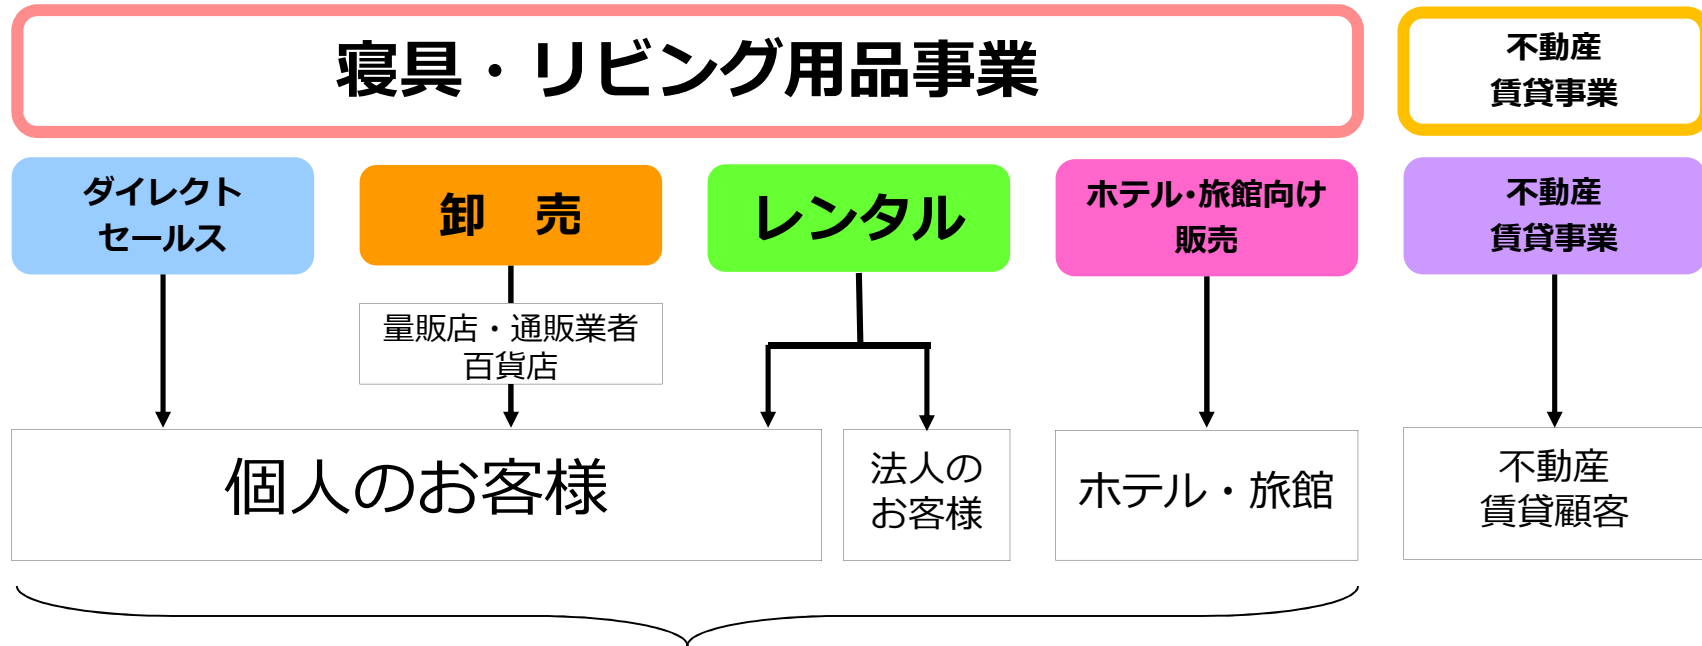 寝具・リビング用品事業
不動産
賃貸事業
ダイレクト
セールス
卸　売
レンタル
ホテル・旅館向け
販売
不動産
賃貸事業
量販店・通販業者
百貨店
個人のお客様
法人の
お客様
ホテル・旅館
不動産
賃貸顧客